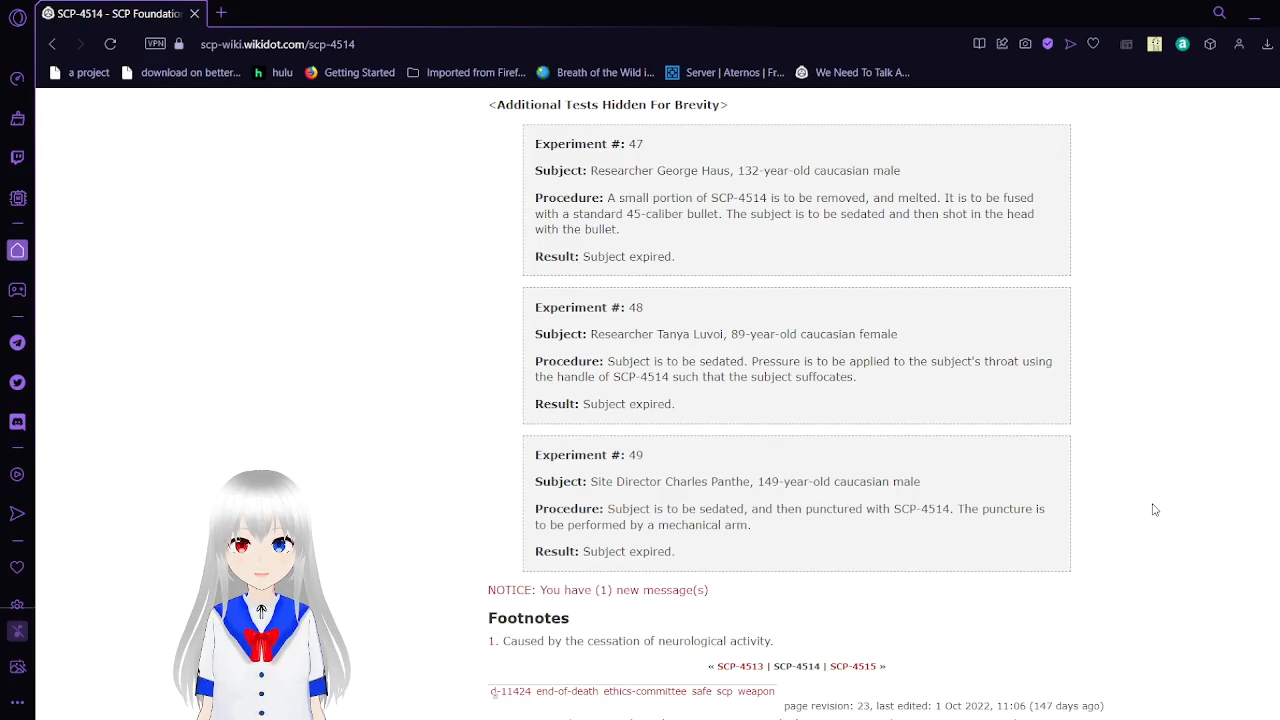 SCP-4514 - SCP Foundation
scp-wiki.wikidot.com/scp-4514
VPN
a project
download on better...
hulu
Getting Started
Imported from Firef...
Breath of the Wild i...
Server | Aternos | Fr...
We Need To Talk A...
<Additional Tests Hidden For Brevity>
Experiment #: 47
Subject: Researcher George Haus, 132-year-old caucasian male
Procedure: A small portion of SCP-4514 is to be removed, and melted. It is to be fused
with a standard 45-caliber bullet. The subject is to be sedated and then shot in the head
with the bullet.
Result: Subject expired.
Experiment #: 48
Subject: Researcher Tanya Luvoi, 89-year-old caucasian female
Procedure: Subject is to be sedated. Pressure is to be applied to the subject's throat using
the handle of SCP-4514 such that the subject suffocates.
Result: Subject expired.
Experiment #: 49
Subject: Site Director Charles Panthe, 149-year-old caucasian male
Procedure: Subject is to be sedated, and then punctured with SCP-4514. The puncture is
to be performed by a mechanical arm.
Result: Subject expired.
NOTICE: You have (1) new message(s)
Footnotes
1. Caused by the cessation of neurological activity.
« SCP-4513 | SCP-4514 | SCP-4515 »
d-11424 end-of-death ethics-committee safe scp weapon
page revision: 23, last edited: 1 Oct 2022, 11:06 (147 days ago)